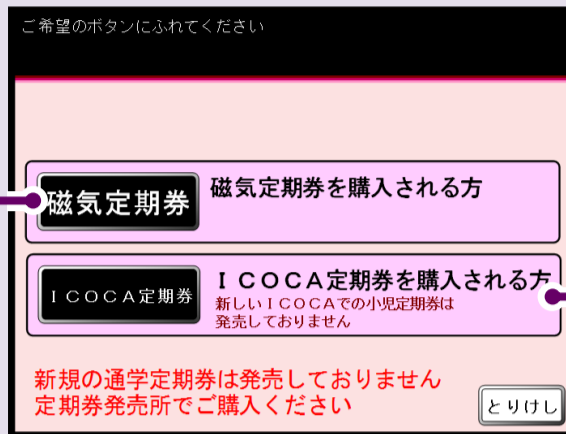 ご希望のボタンにふれてください
磁気定期券
磁気定期券を購入される方
ＩＣＯＣＡ定期券
ＩＣＯＣＡ定期券を購入される方
新しいＩＣＯＣＡでの小児定期券は
発売しておりません
新規の通学定期券は発売しておりません
定期券発売所でご購入ください
とりけし